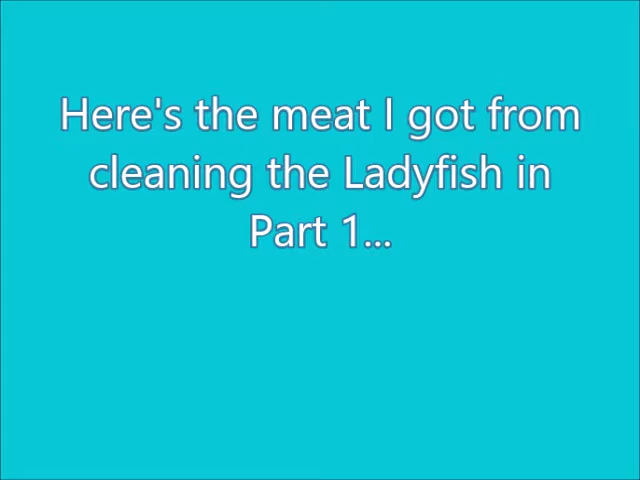 Here's the meat I got from
cleaning the Ladyfish in
Part 1...